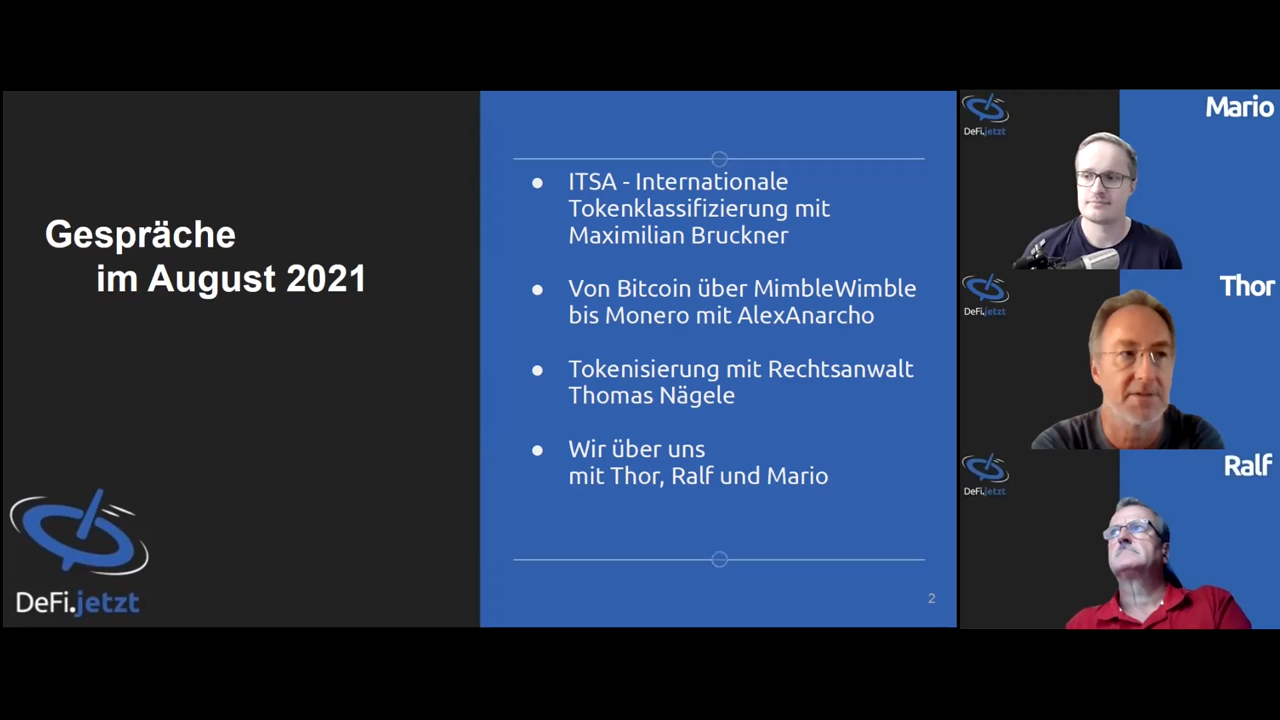 Gespräche
im August 2021
DeFi.jetzt
● ITSA - Internationale
Tokenklassifizierung mit
Maximilian Bruckner
● Von Bitcoin über MimbleWimble
bis Monero mit AlexAnarcho
● Tokenisierung mit Rechtsanwalt
Thomas Nägele
● Wir über uns
mit Thor, Ralf und Mario
2
DeFi.jetzt
Mario
DeFi.jetzt
Thor
DeFi.jetzt
Ralf